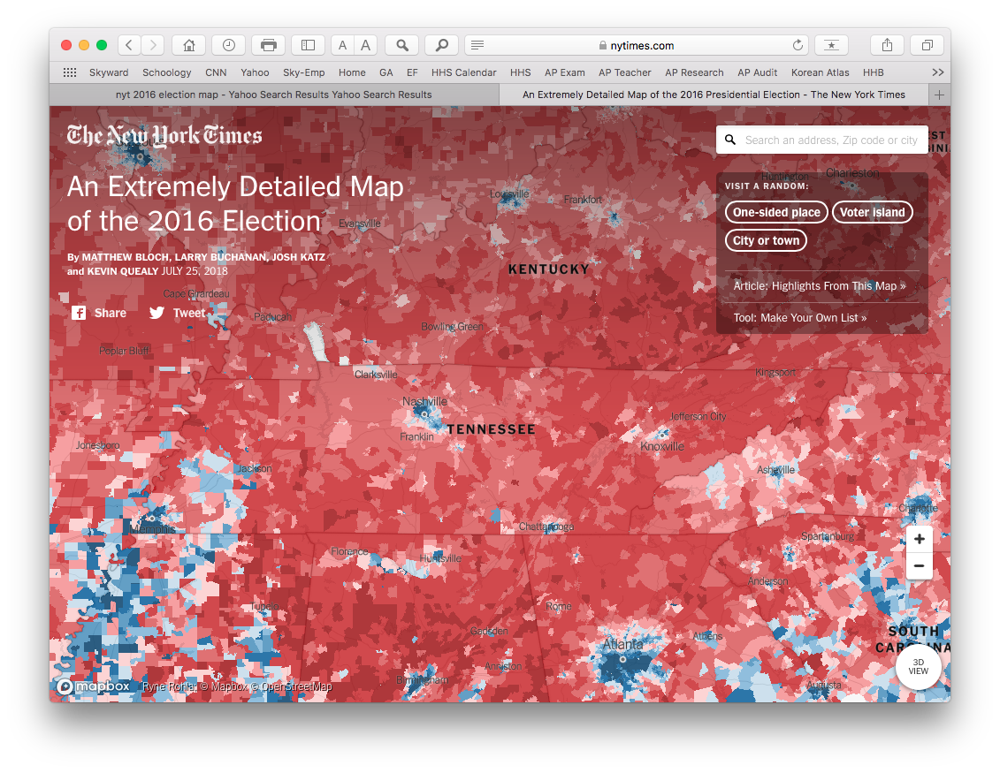 A A
nytimes.com
Skyward Schoology CNN Yahoo Sky-Emp Home GA EF HHS Calendar HHS AP Exam AP Teacher AP Research AP Audit Korean Atlas HHB
nyt 2016 election map - Yahoo Search Results Yahoo Search Results
An Extremely Detailed Map of the 2016 Presidential Election - The New York Times
The New York Times
An Extremely Detailed Map
of the 2016 Election
By MATTHEW BLOCH, LARRY BUCHANAN, JOSH KATZ
and KEVIN QUEALY JULY 25, 2018
Share
Tweet
Search an address, Zip code or city
VISIT A RANDOM:
One-sided place
Voter island
City or town
Article: Highlights From This Map »
Tool: Make Your Own List »
EST
GINI
Huntington
Charleston
Louisville
Frankfort
Evansville
KENTUCKY
Cape Girardeau
Paducah
Bowling Green
Poplar Bluff
Clarksville
Kingsport
Nashville
Jefferson City
TENNESSEE
Franklin
Knoxville
Jonesboro
Jackson
Asheville
Charlotte
Memphis
Chattanooga
Spartanburg
Florence
Huntsville
Anderson
Tupelo
Rome
Gadsden
SOUTH
CAROLINA
Athens
Atlanta
Anniston
Birmingham
Augusta
+
−
3D
VIEW
mapbox
Ryne Rohla, © Mapbox © OpenStreetMap